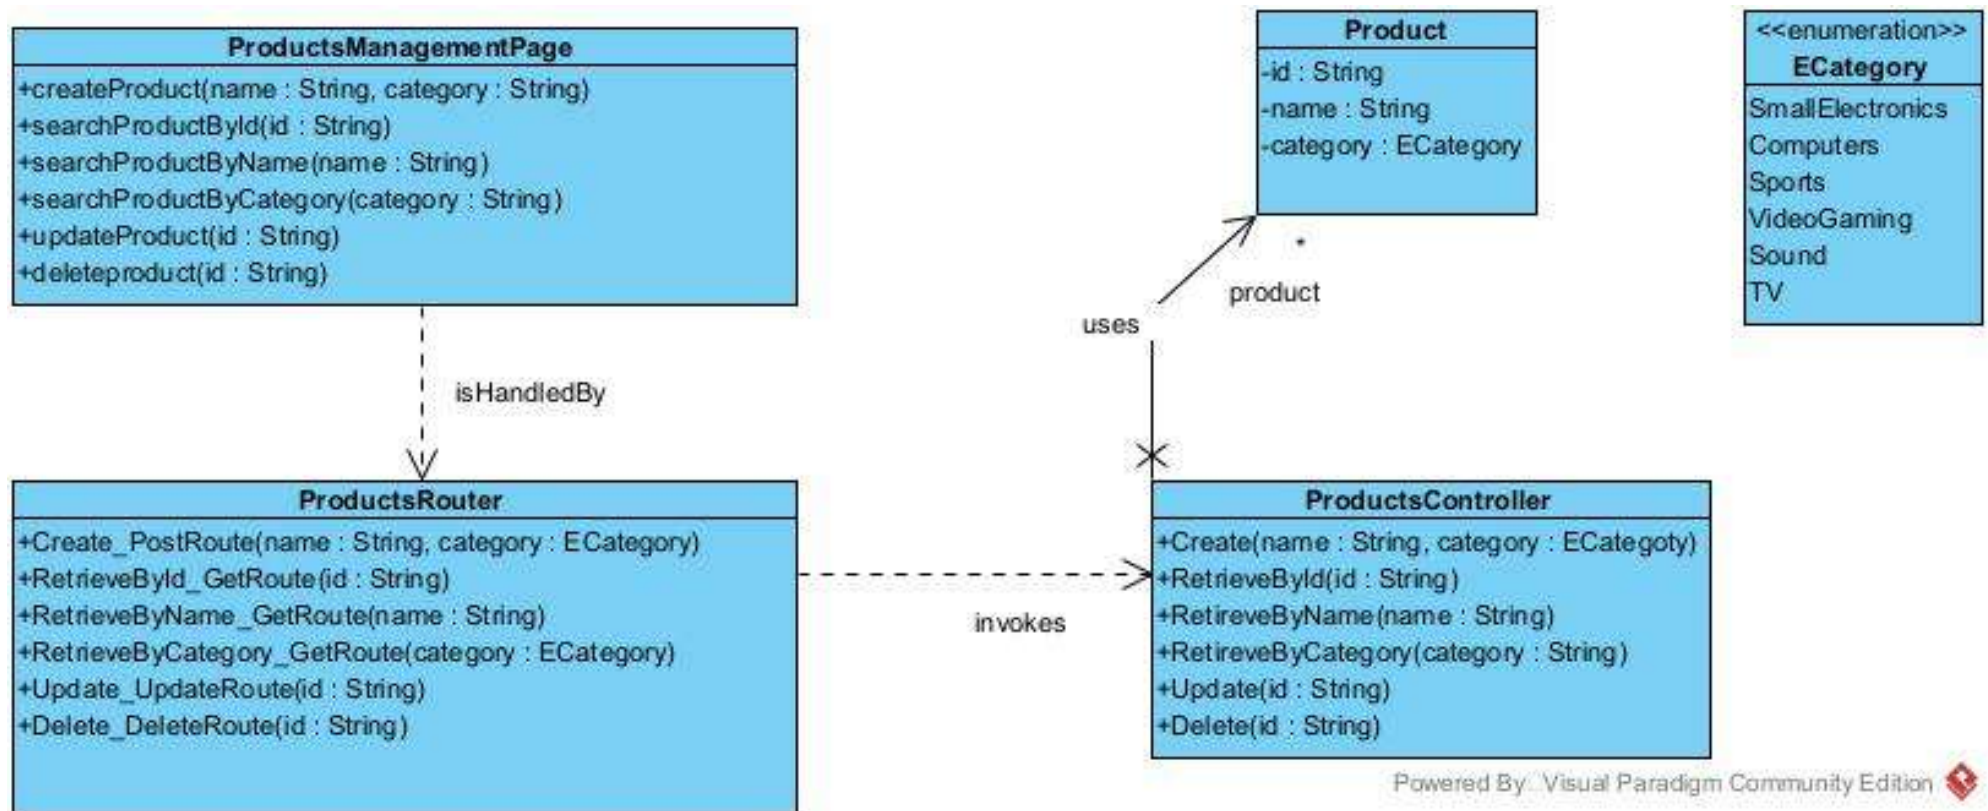 ProductsManagementPage
+createProduct(name : String, category : String)
+searchProductById(id : String)
+searchProductByName(name : String)
+searchProductByCategory(category : String)
+updateProduct(id : String)
+deleteproduct(id : String)
Product
-id : String
-name : String
-category : ECategory
<<enumeration>>
ECategory
SmallElectronics
Computers
Sports
VideoGaming
Sound
TV
*
product
uses
isHandledBy
ProductsRouter
+Create_PostRoute(name : String, category : ECategory)
+RetrieveById_GetRoute(id : String)
+RetrieveByName_GetRoute(name : String)
+RetrieveByCategory_GetRoute(category : ECategory)
+Update_UpdateRoute(id : String)
+Delete_DeleteRoute(id : String)
invokes
ProductsController
+Create(name : String, category : ECategoty)
+RetrieveById(id : String)
+RetireveByName(name : String)
+RetireveByCategory(category : String)
+Update(id : String)
+Delete(id : String)
Powered By Visual Paradigm Community Edition